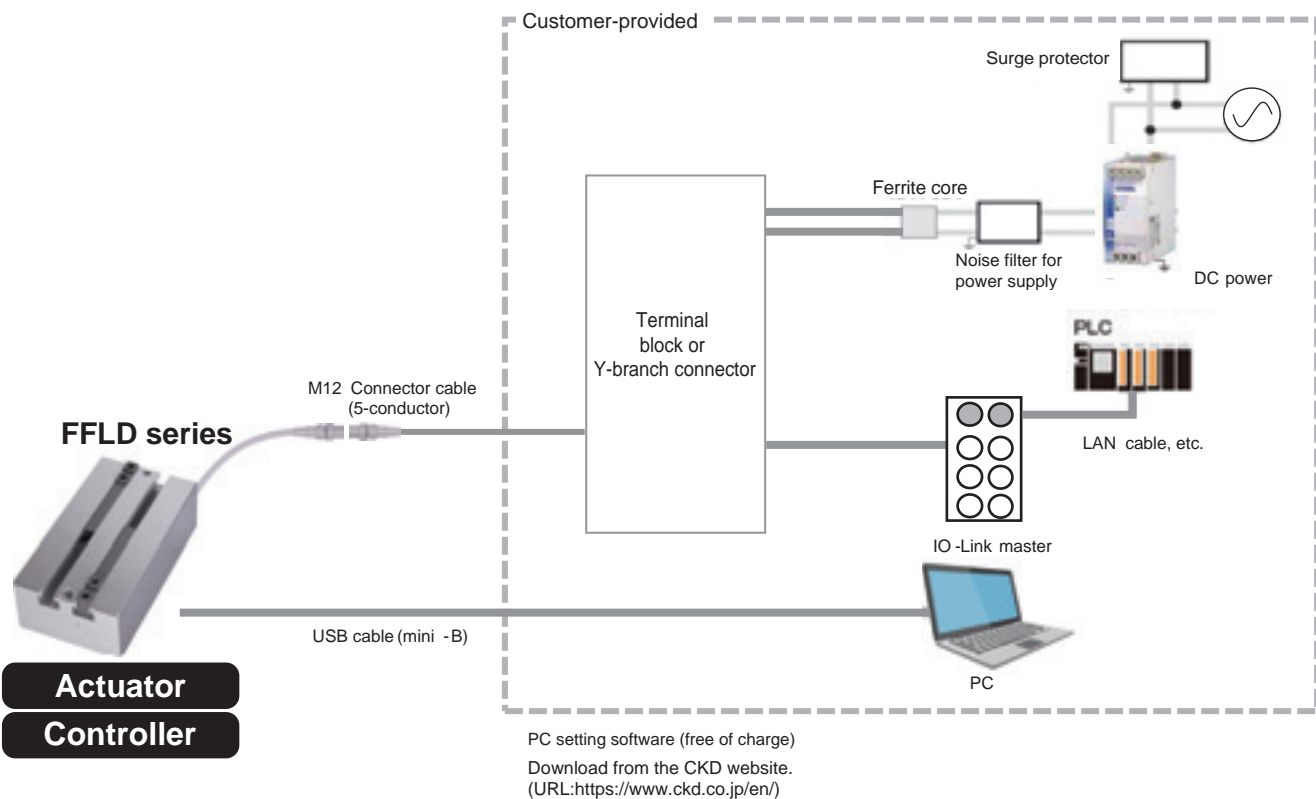 Customer-provided
Surge protector
Ferrite core
Noise filter for
power supply
DC power
Terminal
block or
Y-branch connector
PLC
M12 Connector cable
(5-conductor)
FFLD series
LAN cable, etc.
IO -Link master
USB cable (mini -B)
PC
Actuator
Controller
PC setting software (free of charge)
Download from the CKD website.
(URL:https://www.ckd.co.jp/en/)